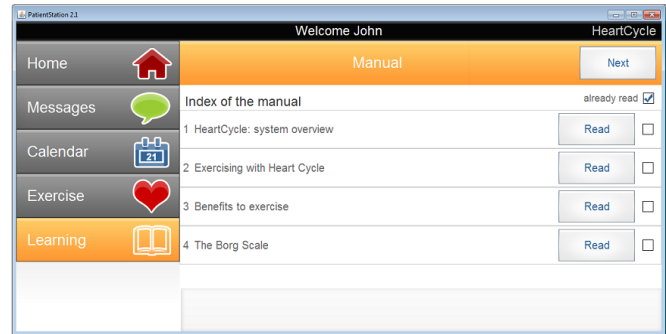 PatientStation 2.1
Welcome John
HeartCycle
Home
Manual
Next
Messages
Index of the manual
already read
1 HeartCycle: system overview
Read
Calendar
21
2 Exercising with Heart Cycle
Read
Exercise
3 Benefits to exercise
Read
Learning
4 The Borg Scale
Read